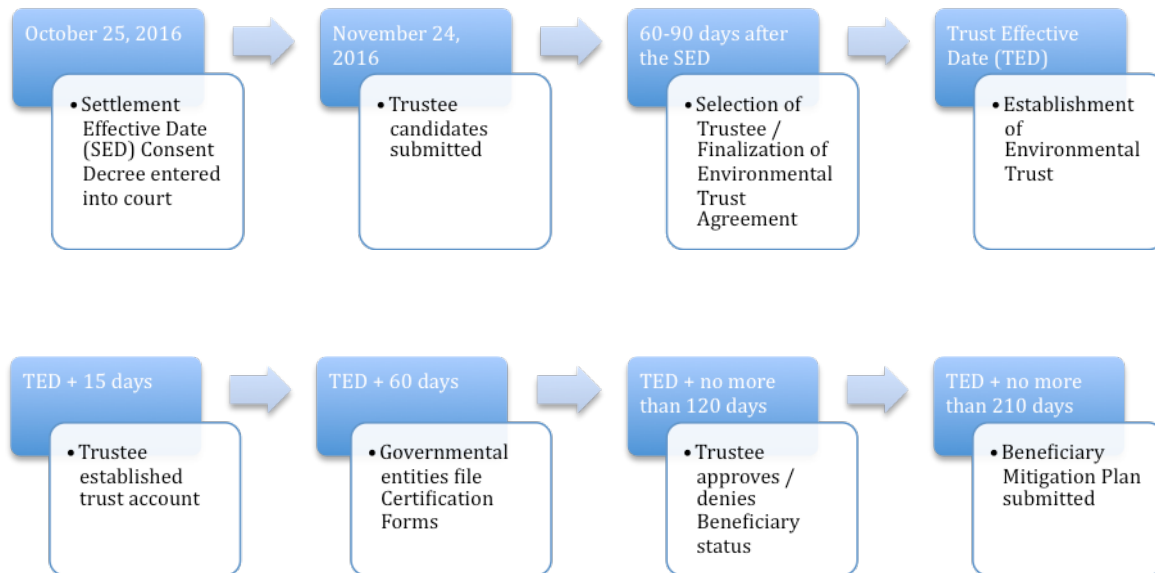 October 25, 2016
• Settlement
Effective Date
(SED) Consent
Decree entered
into court
November 24,
2016
• Trustee
candidates
submitted
60-90 days after
the SED
• Selection of
Trustee /
Finalization of
Environmental
Trust
Agreement
Trust Effective
Date (TED)
• Establishment
of
Environmental
Trust
TED + 15 days
• Trustee
established
trust account
TED + 60 days
• Governmental
entities file
Certification
Forms
TED + no more
than 120 days
• Trustee
approves /
denies
Beneficiary
status
TED + no more
than 210 days
• Beneficiary
Mitigation Plan
submitted